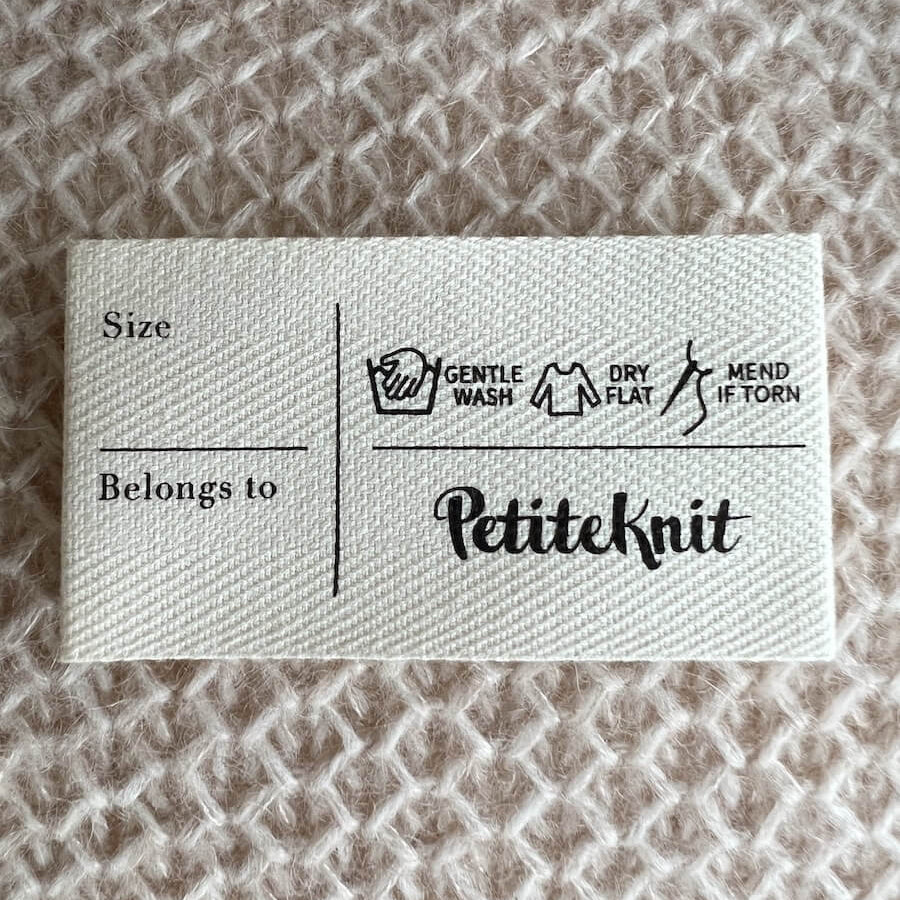 Size
Belongs to
GENTLE
WASH
DRY
FLAT
MEND
IF TORN
PetiteKnit